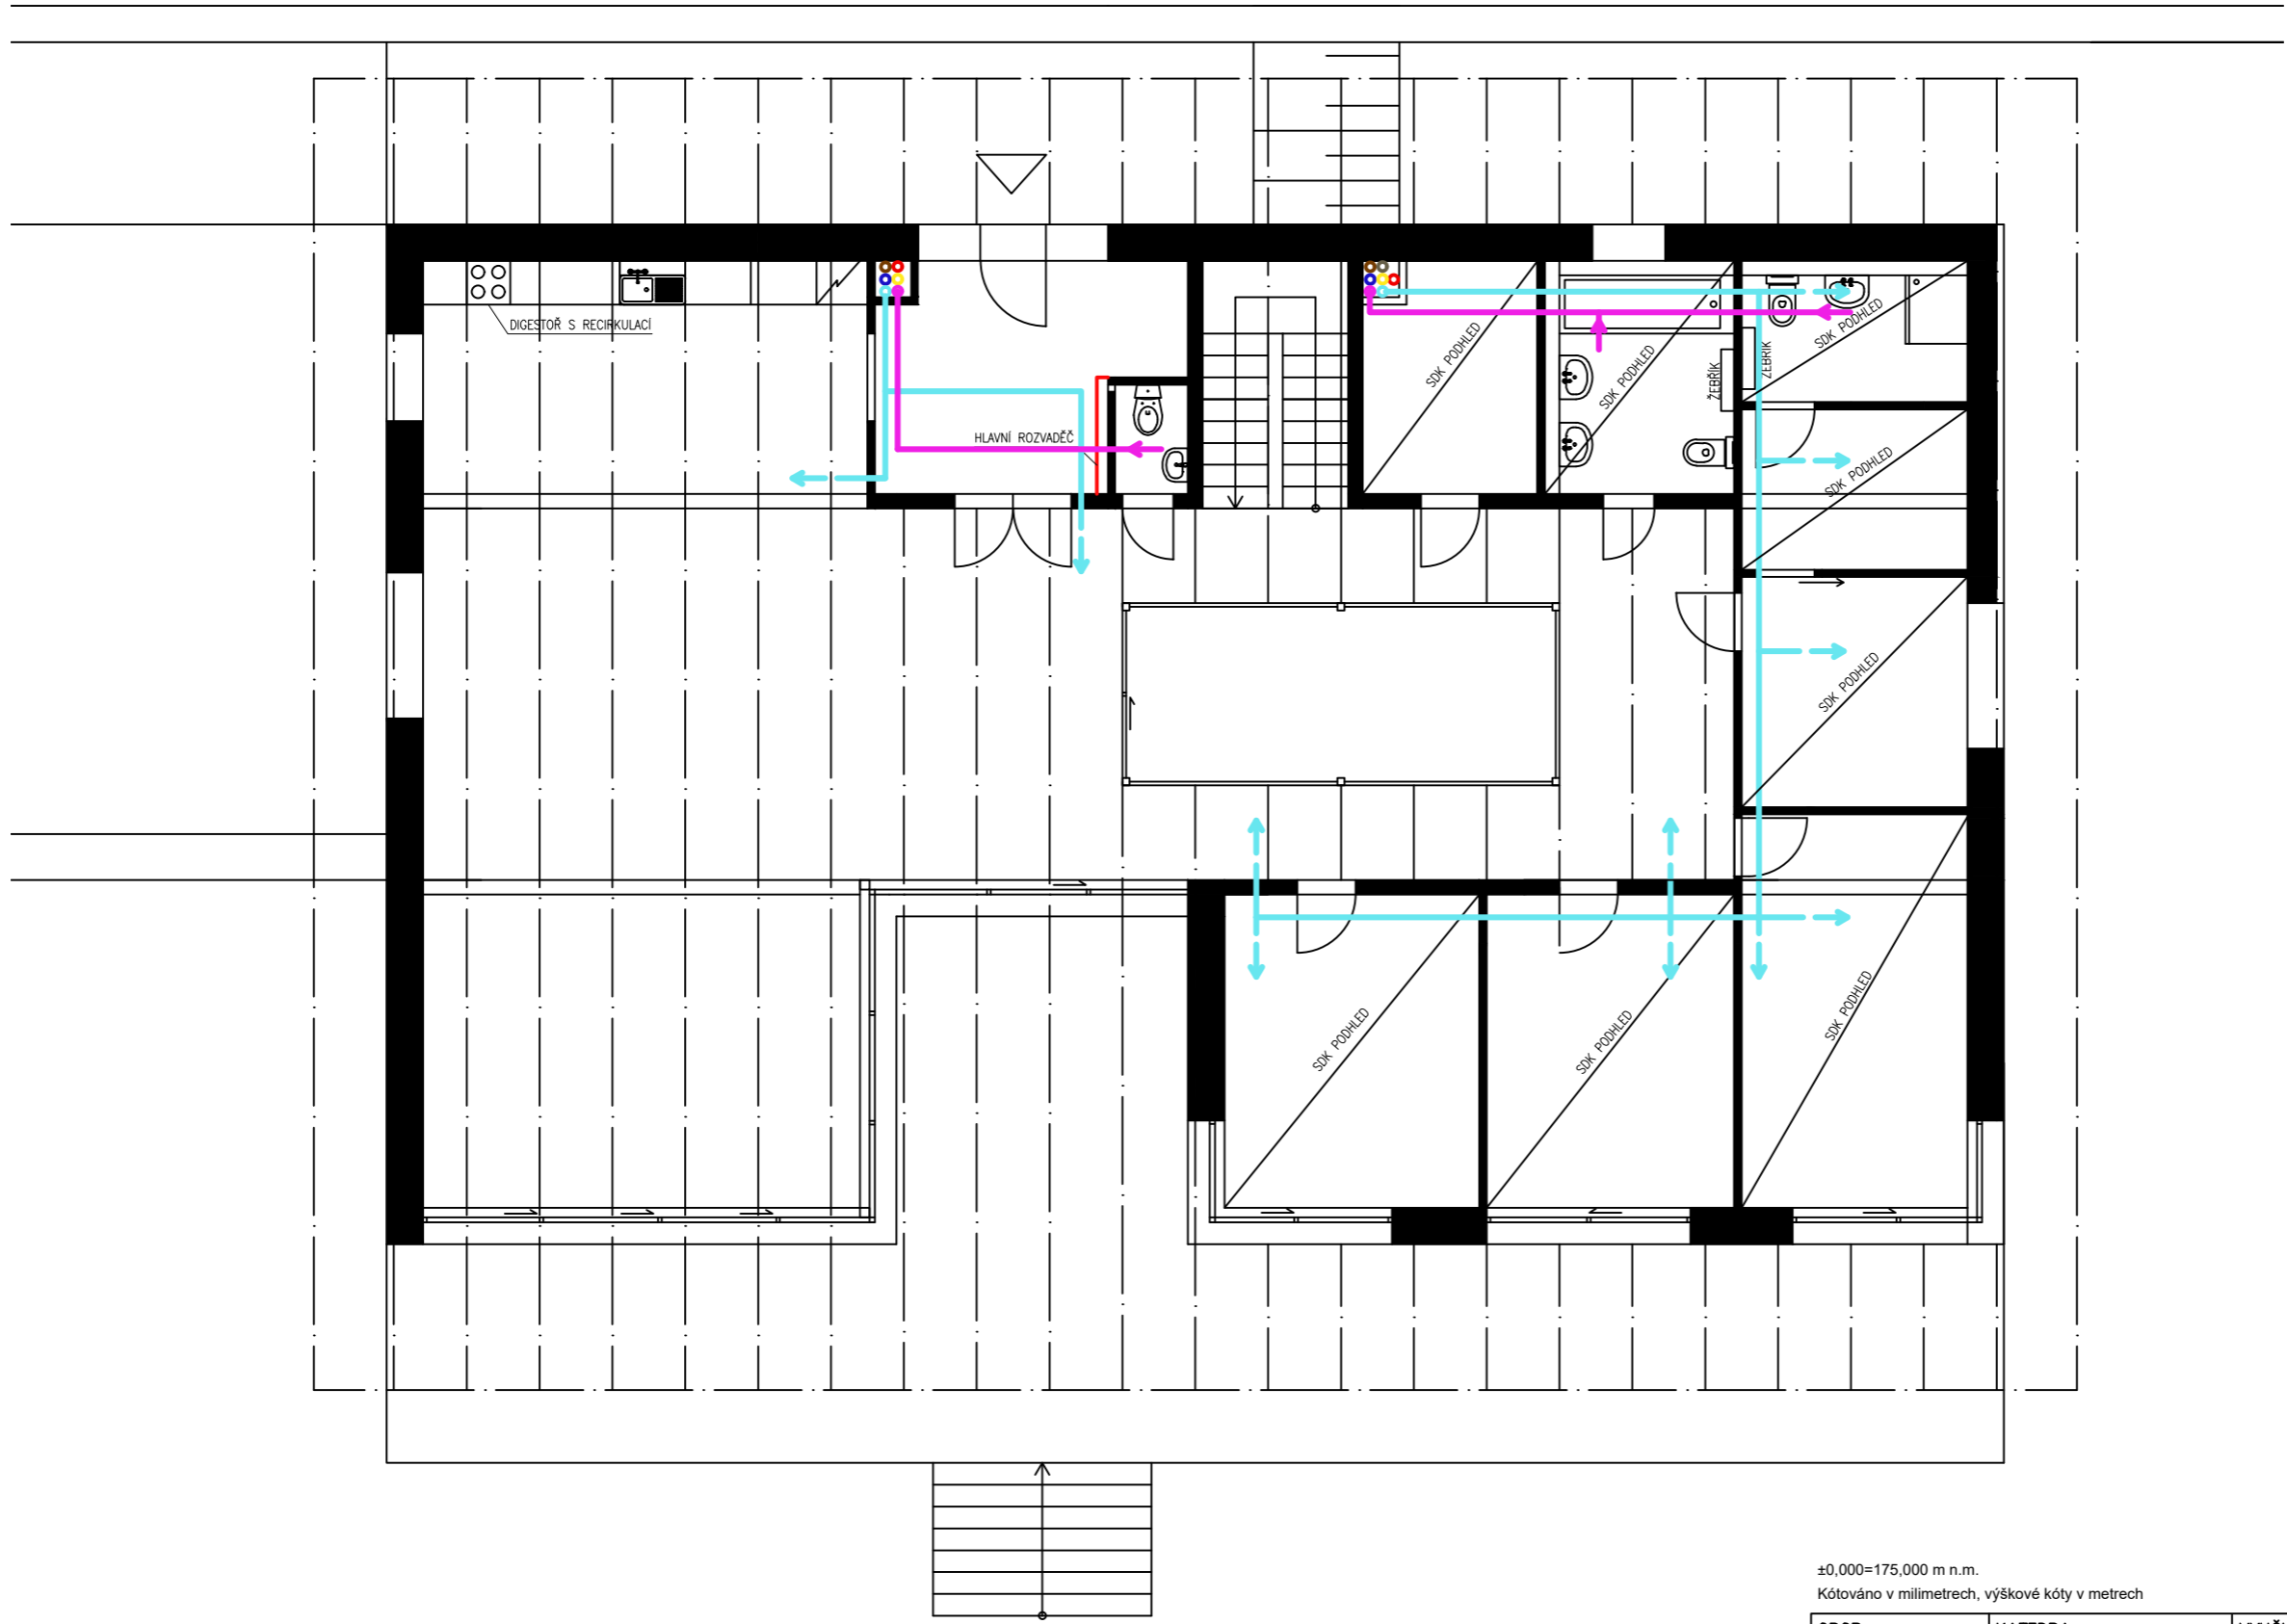 DIGESTOŘ S RECIRKULACÍ
HLAVNÍ ROZVADĚČ
SDK PODHLED
SDK PODHLED
ŽEBŘÍK
ŽEBŘÍK
SDK PODHLED
SDK PODHLED
SDK PODHLED
SDK PODHLED
SDK PODHLED
SDK PODHLED
±0,000=175,000 m n.m.
Kótováno v milimetrech, výškové kóty v metrech